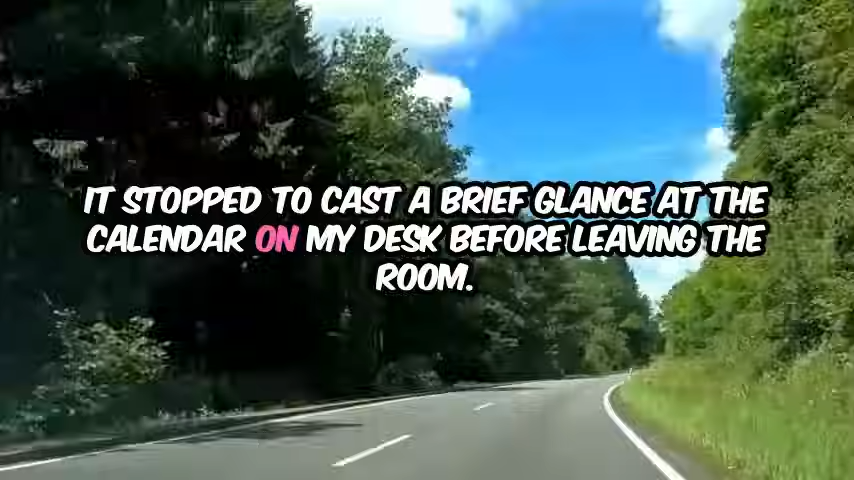 IT STOPPED TO CAST A BRIEF GLANCE AT THE
CALENDAR ON MY DESK BEFORE LEAVING THE
ROOM.